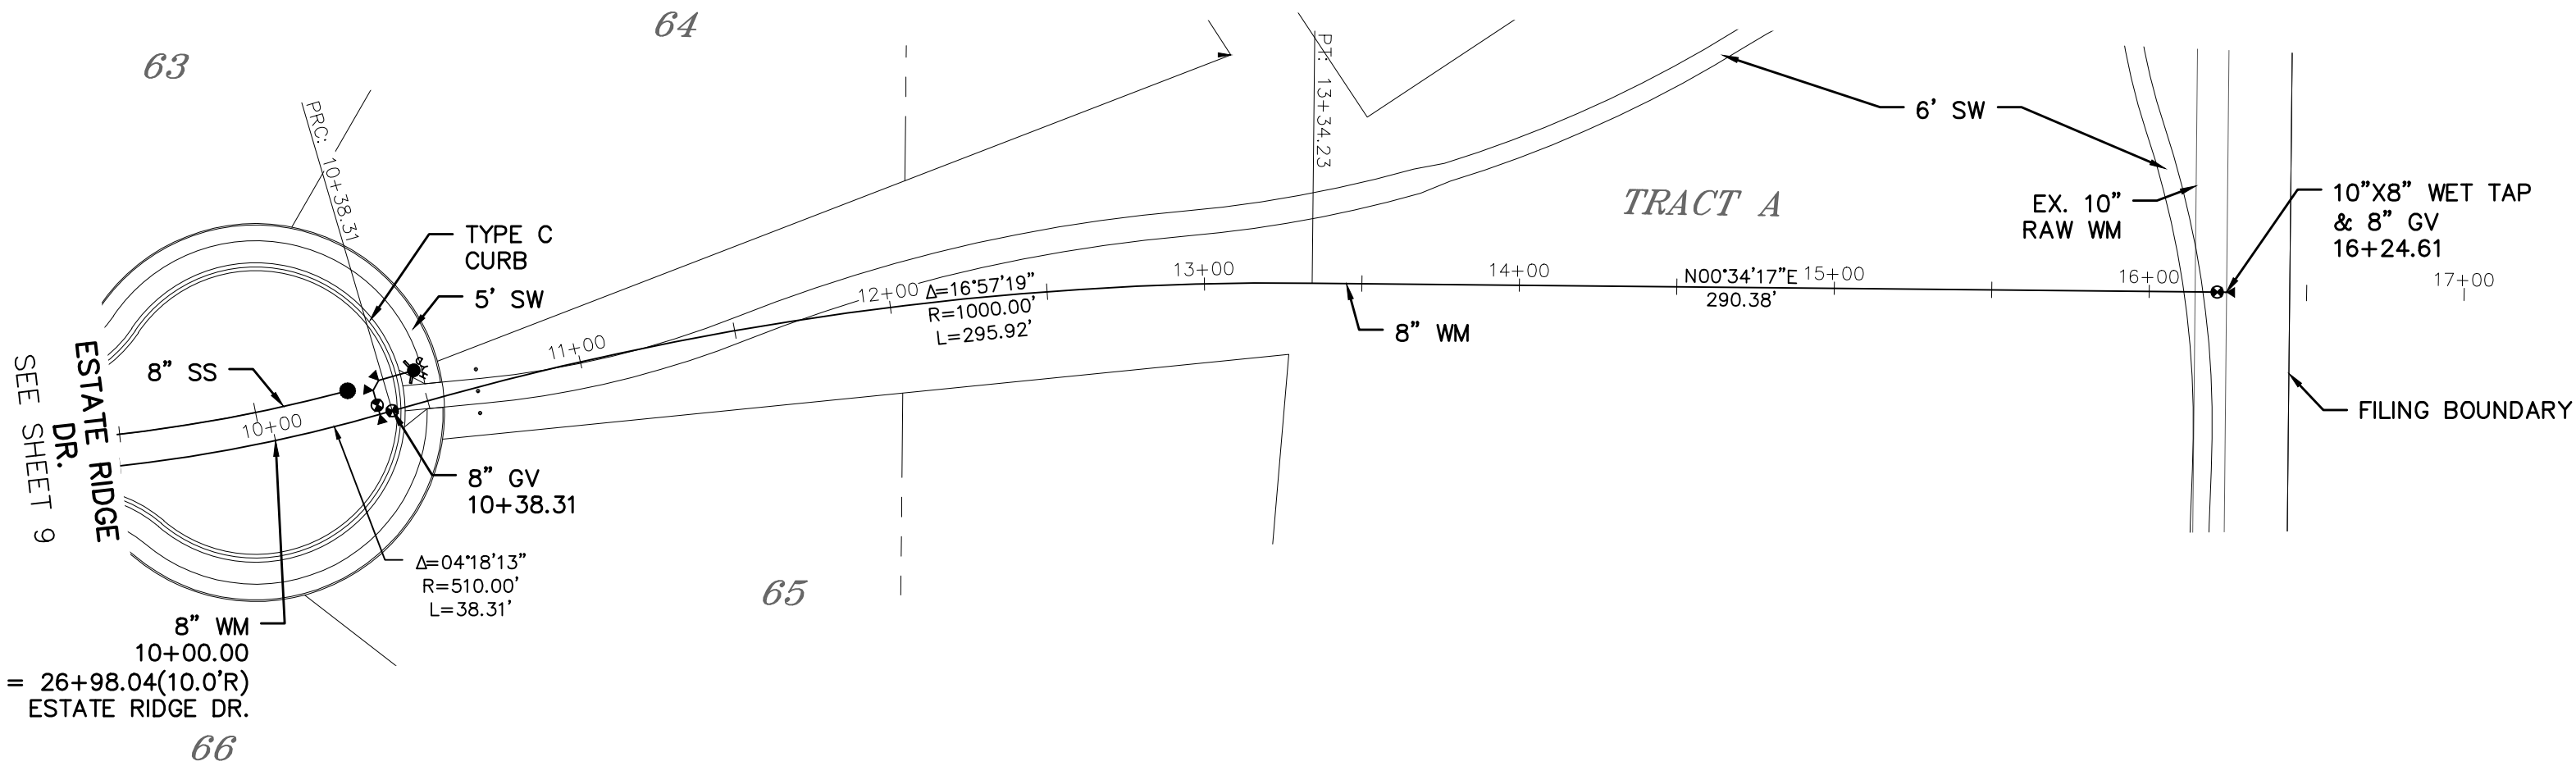 63
64
PRC: 10+38.31
PT: 13+34.23
6' SW
TRACT A
EX. 10"
RAW WM
10"X8" WET TAP
& 8" GV
16+24.61
TYPE C
CURB
5' SW
11+00
12+00
Δ=16°57'19"
R=1000.00'
L=295.92'
13+00
14+00
N00°34'17"E
290.38'
15+00
16+00
17+00
8" WM
8" SS
10+00
ESTATE RIDGE
DR.
SEE SHEET 9
8" GV
10+38.31
FILING BOUNDARY
Δ=04°18'13"
R=510.00'
L=38.31'
65
8" WM
10+00.00
= 26+98.04(10.0'R)
ESTATE RIDGE DR.
66